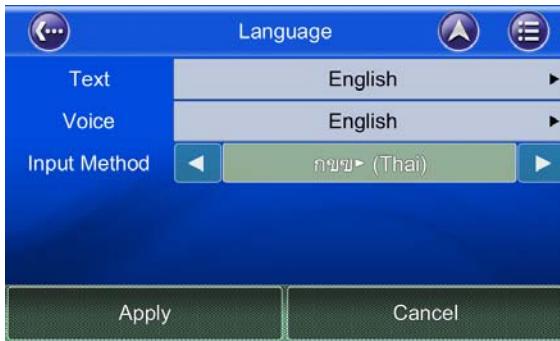 Language
Text English
Voice English
Input Method กขฃ (Thai)
Apply Cancel